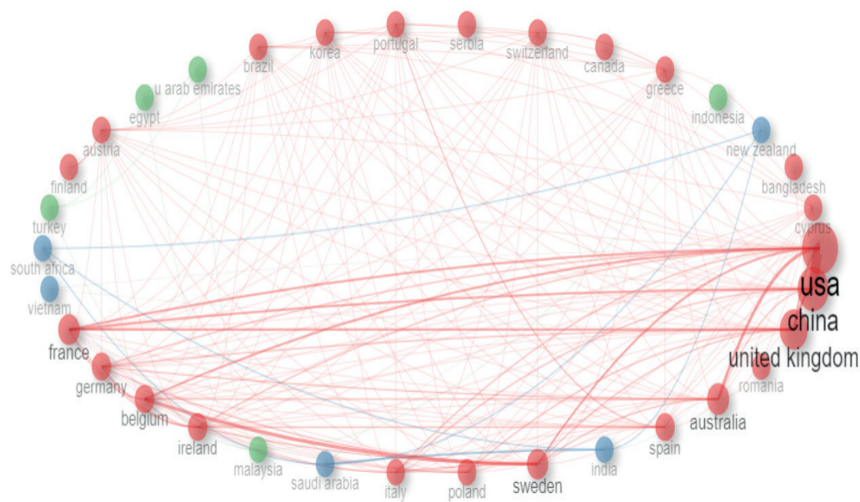 portugal
serbia
korea
switzerland
brazil
canada
u arab emirates
greece
egypt
indonesia
austria
new zealand
finland
bangladesh
turkey
cyprus
south africa
usa
vietnam
china
france
united kingdom
germany
romania
belgium
australia
ireland
spain
malaysia
india
saudi arabia
sweden
italy
poland